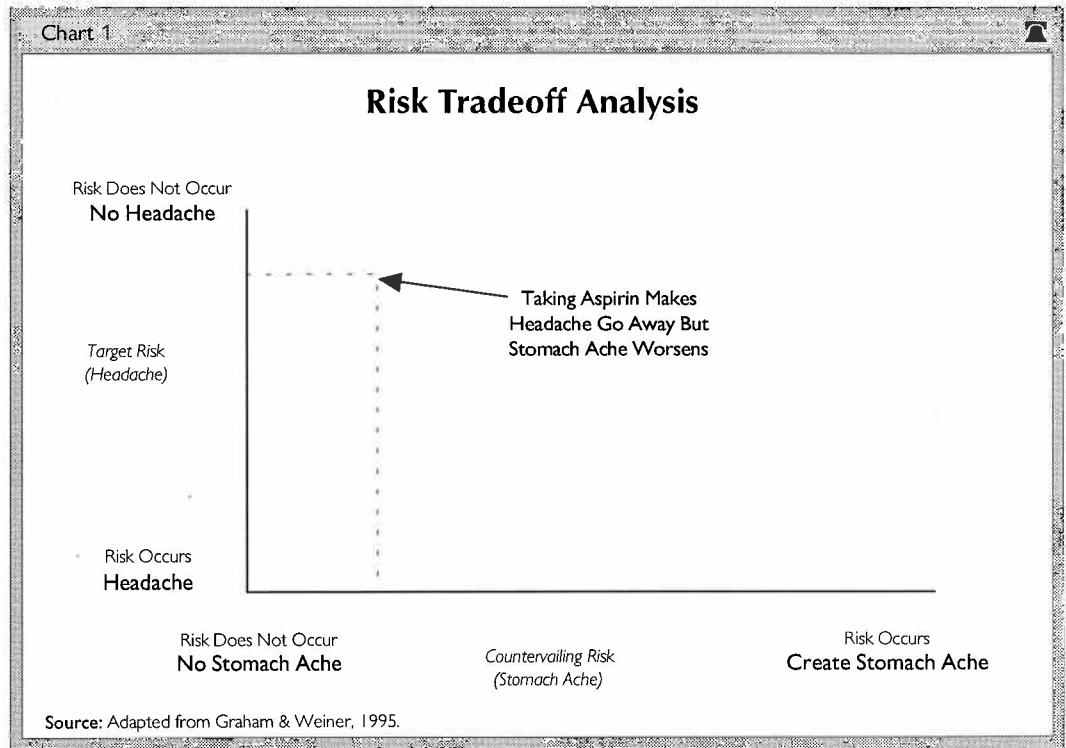 Chart 1
Risk Tradeoff Analysis
Risk Does Not Occur
No Headache
Taking Aspirin Makes
Headache Go Away But
Stomach Ache Worsens
Target Risk
(Headache)
Risk Occurs
Headache
Risk Does Not Occur
No Stomach Ache
Countervailing Risk
(Stomach Ache)
Risk Occurs
Create Stomach Ache
Source: Adapted from Graham & Weiner, 1995.